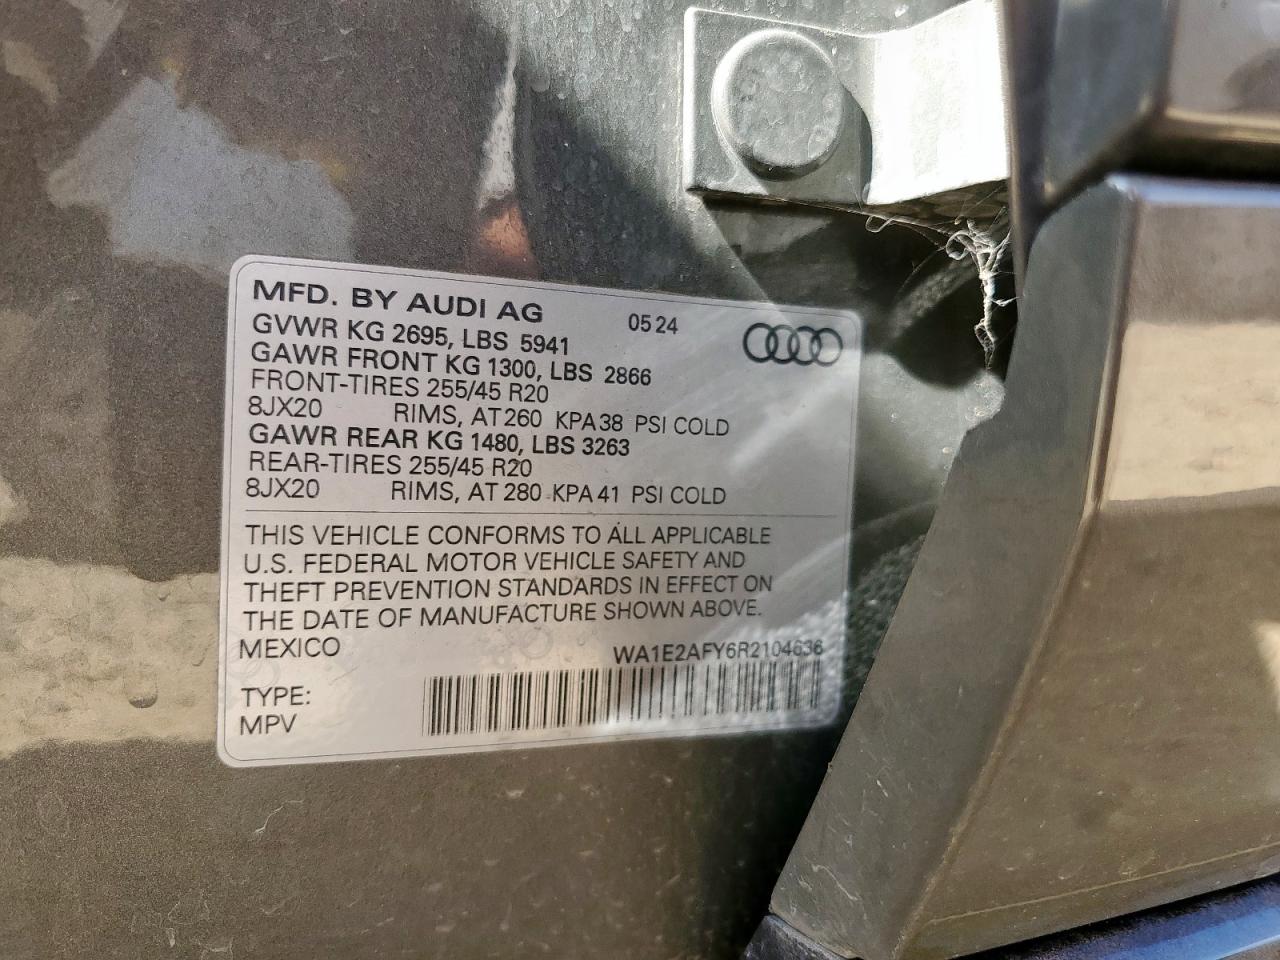 MFD. BY AUDI AG
05 24
GVWR KG 2695, LBS 5941
GAWR FRONT KG 1300, LBS 2866
FRONT-TIRES 255/45 R20
8JX20 RIMS, AT 260 KPA 38 PSI COLD
GAWR REAR KG 1480, LBS 3263
REAR-TIRES 255/45 R20
8JX20 RIMS, AT 280 KPA 41 PSI COLD
THIS VEHICLE CONFORMS TO ALL APPLICABLE
U.S. FEDERAL MOTOR VEHICLE SAFETY AND
THEFT PREVENTION STANDARDS IN EFFECT ON
THE DATE OF MANUFACTURE SHOWN ABOVE.
MEXICO WA1E2AFY6R2104636
TYPE:
MPV